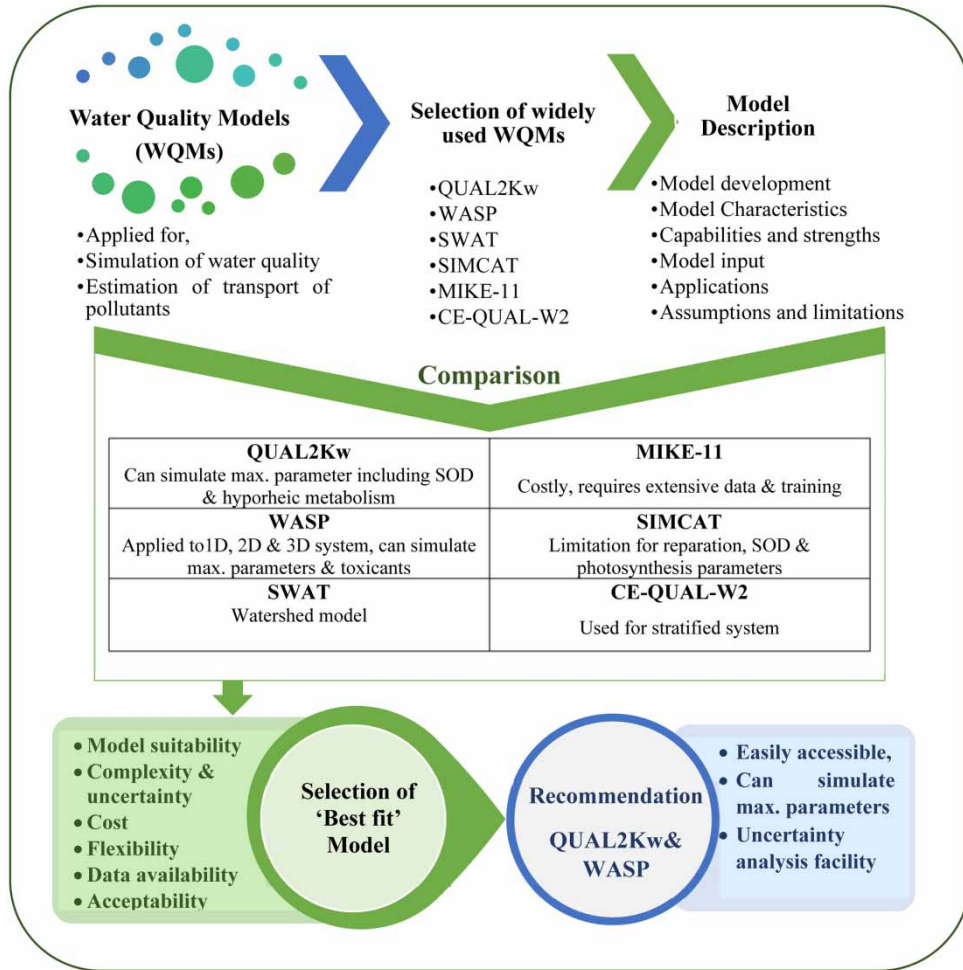 Water Quality Models
(WQMs)
•Applied for,
•Simulation of water quality
•Estimation of transport of
pollutants
Selection of widely
used WQMs
•QUAL2Kw
•WASP
•SWAT
•SIMCAT
•MIKE-11
•CE-QUAL-W2
Model
Description
•Model development
•Model Characteristics
•Capabilities and strengths
•Model input
•Applications
•Assumptions and limitations
Comparison
QUAL2Kw
Can simulate max. parameter including SOD
& hyporheic metabolism
MIKE-11
Costly, requires extensive data & training
WASP
Applied to1D, 2D & 3D system, can simulate
max. parameters & toxicants
SIMCAT
Limitation for reparation, SOD &
photosynthesis parameters
SWAT
Watershed model
CE-QUAL-W2
Used for stratified system
• Model suitability
• Complexity &
uncertainty
• Cost
• Flexibility
• Data availability
• Acceptability
Selection of
‘Best fit’
Model
Recommendation
QUAL2Kw&
WASP
• Easily accessible,
• Can simulate
max. parameters
• Uncertainty
analysis facility